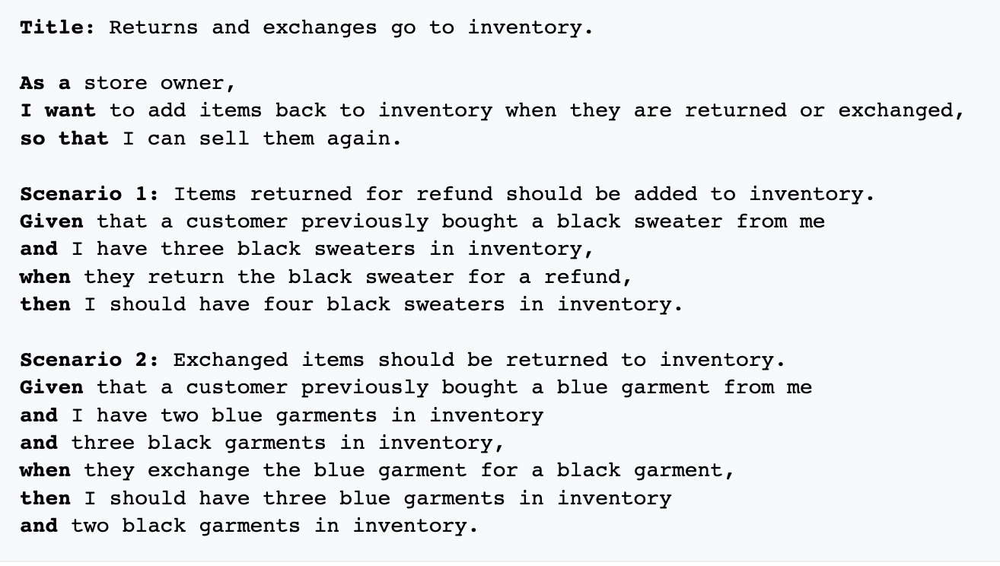 Title: Returns and exchanges go to inventory.
As a store owner,
I want to add items back to inventory when they are returned or exchanged,
so that I can sell them again.
Scenario 1: Items returned for refund should be added to inventory.
Given that a customer previously bought a black sweater from me
and I have three black sweaters in inventory,
when they return the black sweater for a refund,
then I should have four black sweaters in inventory.
Scenario 2: Exchanged items should be returned to inventory.
Given that a customer previously bought a blue garment from me
and I have two blue garments in inventory
and three black garments in inventory,
when they exchange the blue garment for a black garment,
then I should have three blue garments in inventory
and two black garments in inventory.